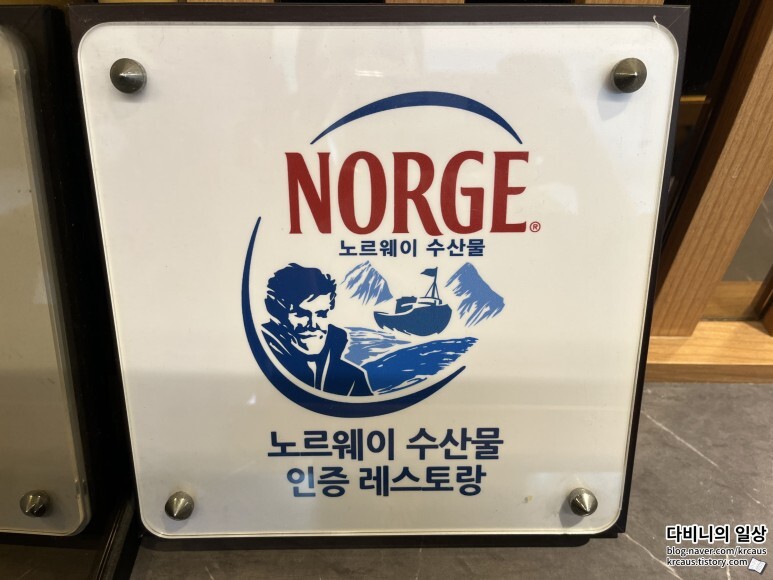 NORGE®
노르웨이 수산물
노르웨이 수산물
인증 레스토랑
다비니의 일상
blog.naver.com/krcaus
krcaus.tistory.com